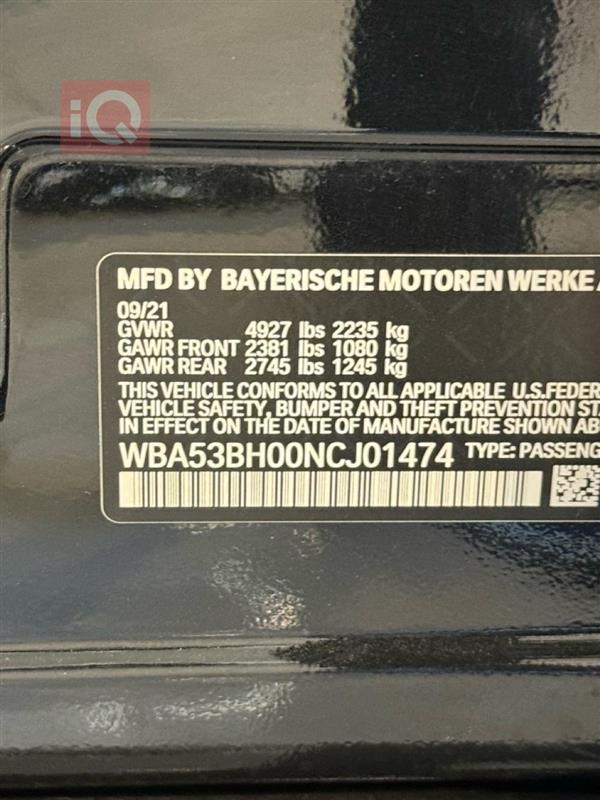 iQ
MFD BY BAYERISCHE MOTOREN WERKE
09/21
GVWR 4927 lbs 2235 kg
GAWR FRONT 2381 lbs 1080 kg
GAWR REAR 2745 lbs 1245 kg
THIS VEHICLE CONFORMS TO ALL APPLICABLE U.S.FEDER
VEHICLE SAFETY, BUMPER AND THEFT PREVENTION ST
IN EFFECT ON THE DATE OF MANUFACTURE SHOWN AB
WBA53BH00NCJ01474 TYPE: PASSENG